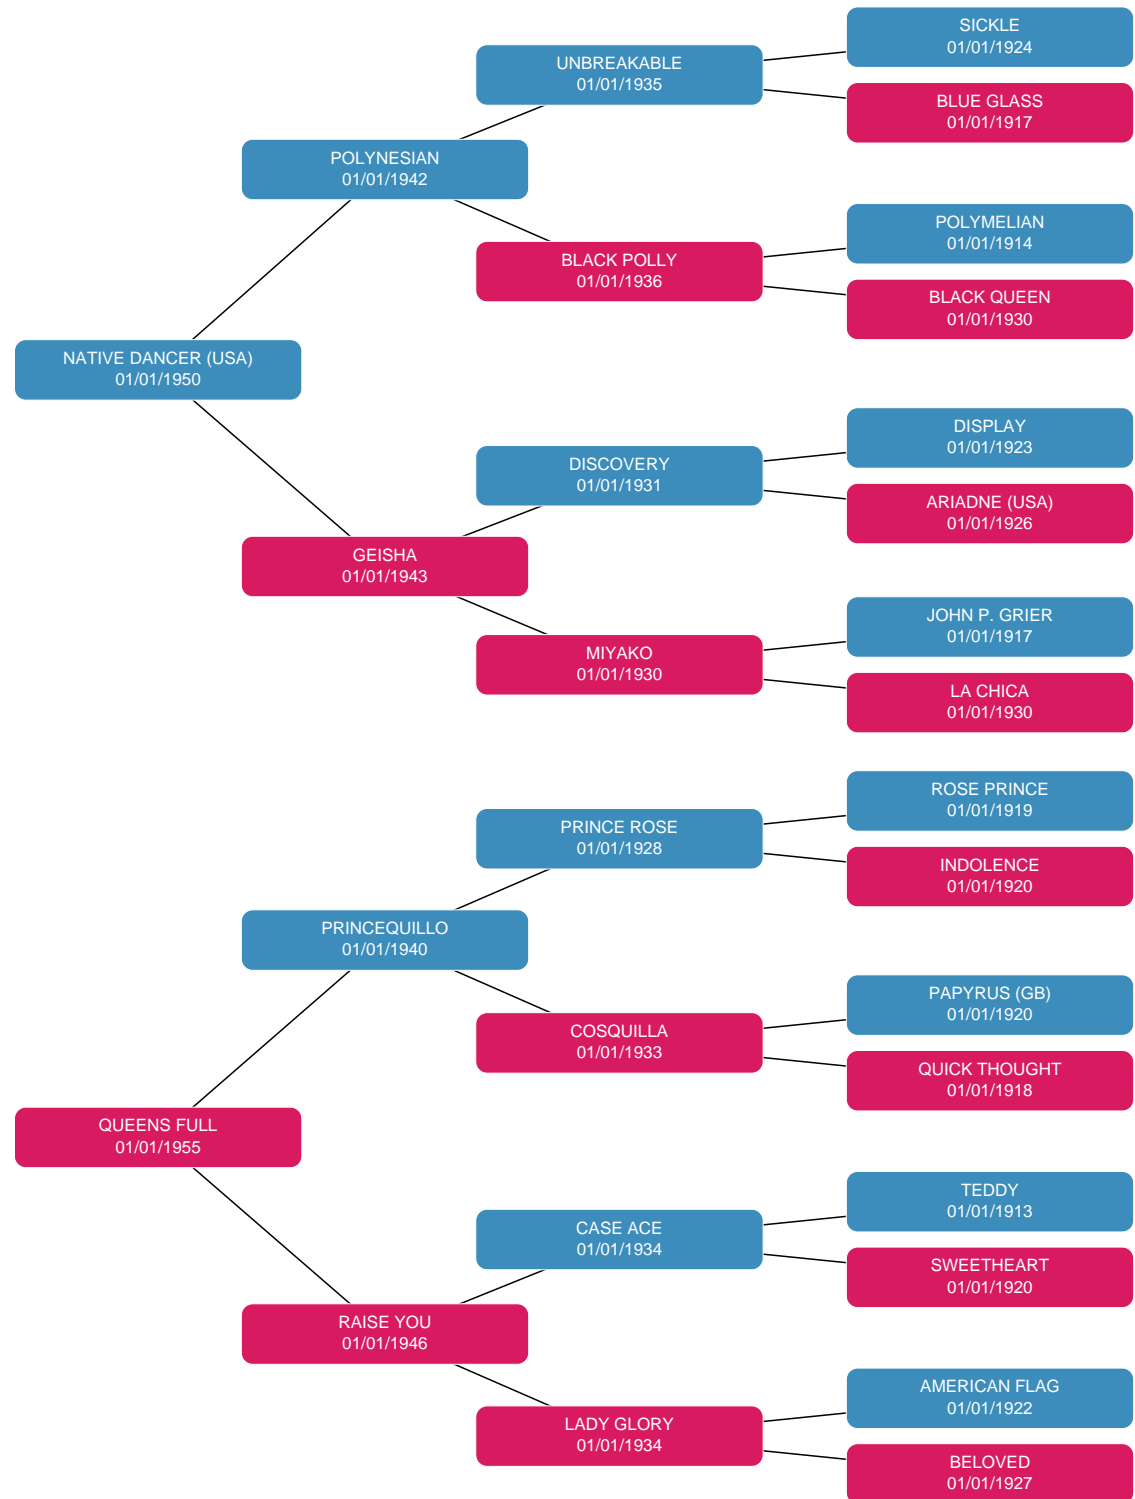 SICKLE
01/01/1924
UNBREAKABLE
01/01/1935
BLUE GLASS
01/01/1917
POLYNESIAN
01/01/1942
POLYMELIAN
01/01/1914
BLACK POLLY
01/01/1936
BLACK QUEEN
01/01/1930
NATIVE DANCER (USA)
01/01/1950
DISPLAY
01/01/1923
DISCOVERY
01/01/1931
ARIADNE (USA)
01/01/1926
GEISHA
01/01/1943
JOHN P. GRIER
01/01/1917
MIYAKO
01/01/1930
LA CHICA
01/01/1930
ROSE PRINCE
01/01/1919
PRINCE ROSE
01/01/1928
INDOLENCE
01/01/1920
PRINCEQUILLO
01/01/1940
PAPYRUS (GB)
01/01/1920
COSQUILLA
01/01/1933
QUICK THOUGHT
01/01/1918
QUEENS FULL
01/01/1955
TEDDY
01/01/1913
CASE ACE
01/01/1934
SWEETHEART
01/01/1920
RAISE YOU
01/01/1946
AMERICAN FLAG
01/01/1922
LADY GLORY
01/01/1934
BELOVED
01/01/1927